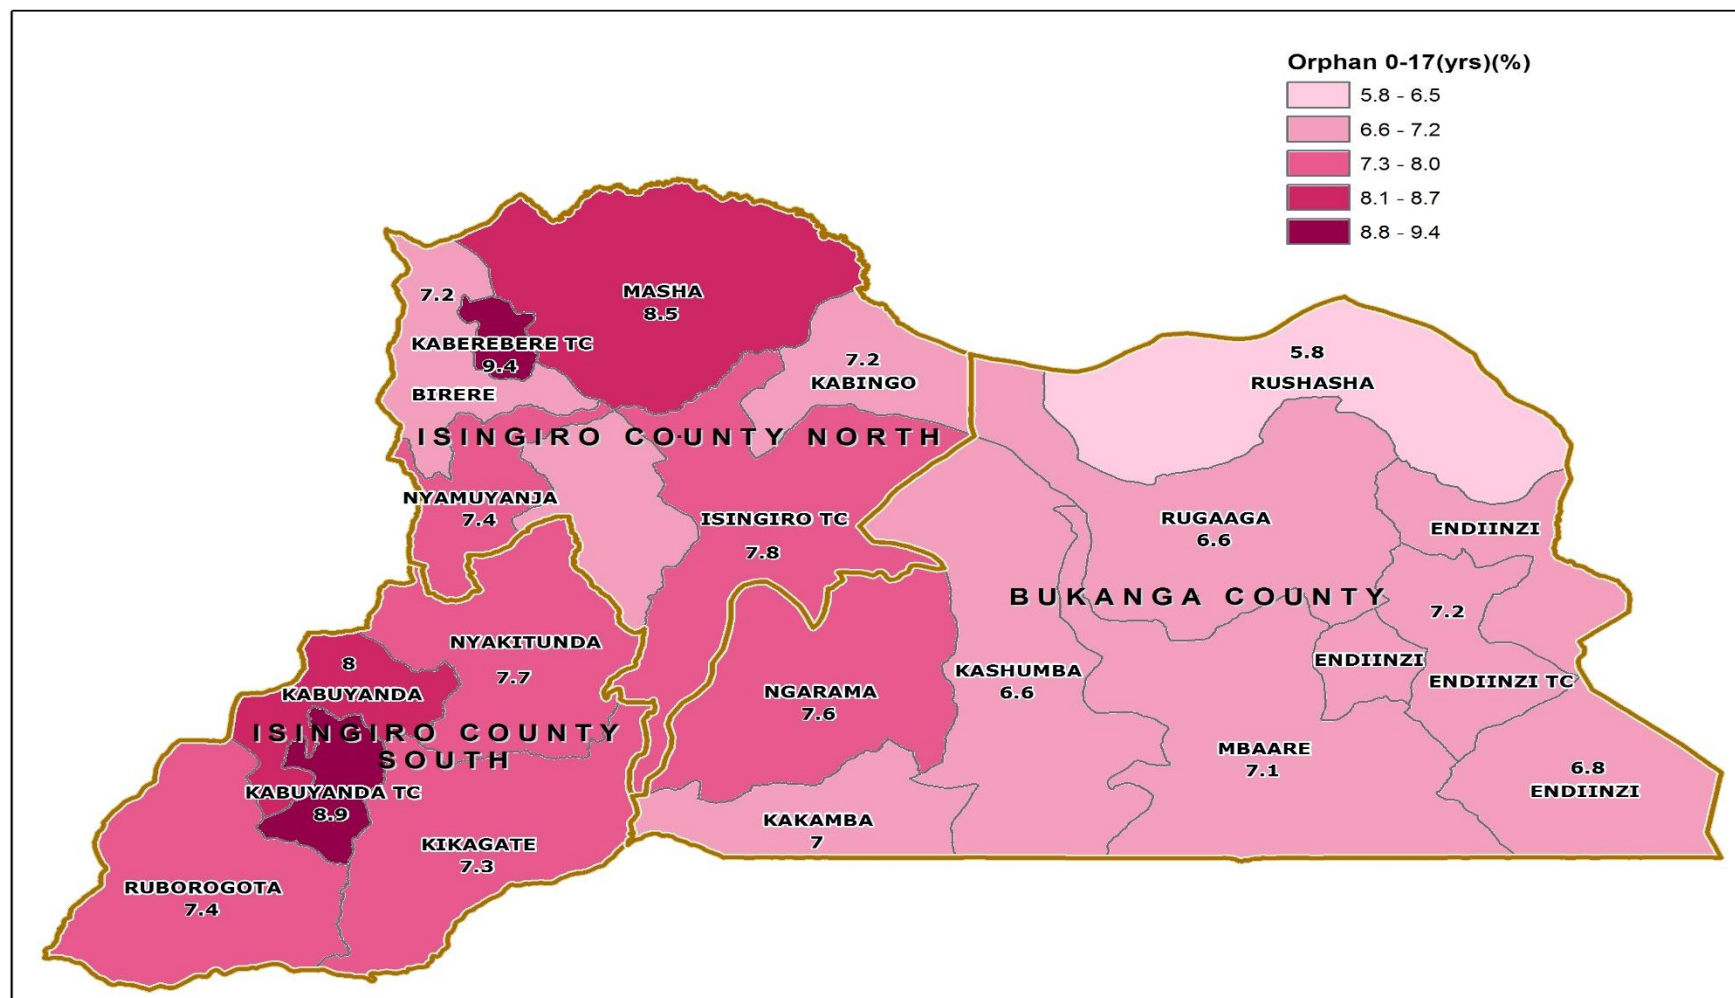 Orphan 0-17(yrs)(%)
5.8 - 6.5
6.6 - 7.2
7.3 - 8.0
8.1 - 8.7
8.8 - 9.4
7.2
MASHA
8.5
KABEREBERE TC
9.4
BIRERE
7.2
KABINGO
5.8
RUSHASHA
ISINGIRO COUNTY NORTH
NYAMUYANJA
7.4
ISINGIRO TC
7.8
RUGAAGA
6.6
ENDIINZI
BUKANGA COUNTY
7.2
NYAKITUNDA
7.7
8
KABUYANDA
NGARAMA
7.6
KASHUMBA
6.6
ENDIINZI
ENDIINZI TC
ISINGIRO COUNTY
SOUTH
MBAARE
7.1
6.8
ENDIINZI
KABUYANDA TC
8.9
KAKAMBA
7
KIKAGATE
7.3
RUBOROGOTA
7.4